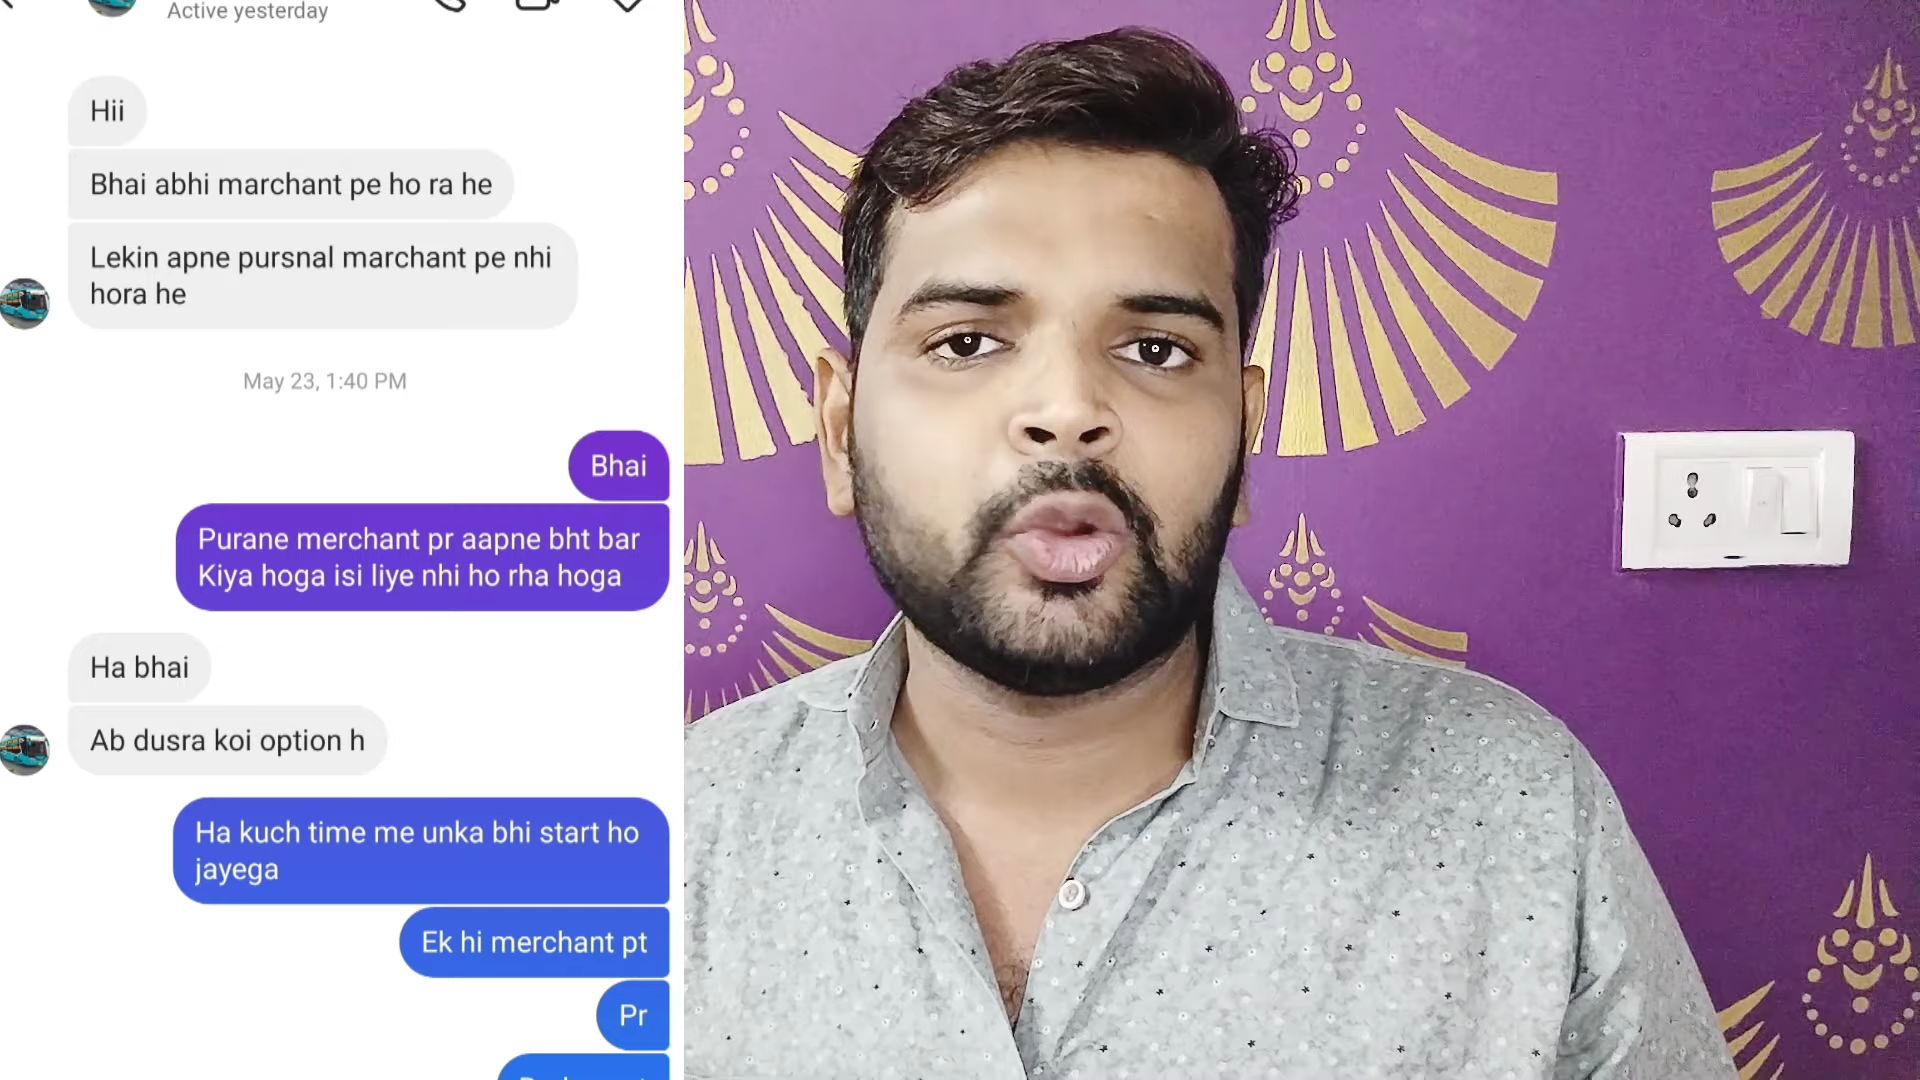 Active yesterday
Hii
Bhai abhi marchant pe ho ra he
Lekin apne pursnal marchant pe nhi
hora he
May 23, 1:40 PM
Bhai
Purane merchant pr aapne bht bar
Kiya hoga isi liye nhi ho rha hoga
Ha bhai
Ab dusra koi option h
Ha kuch time me unka bhi start ho
jayega
Ek hi merchant pt
Pr